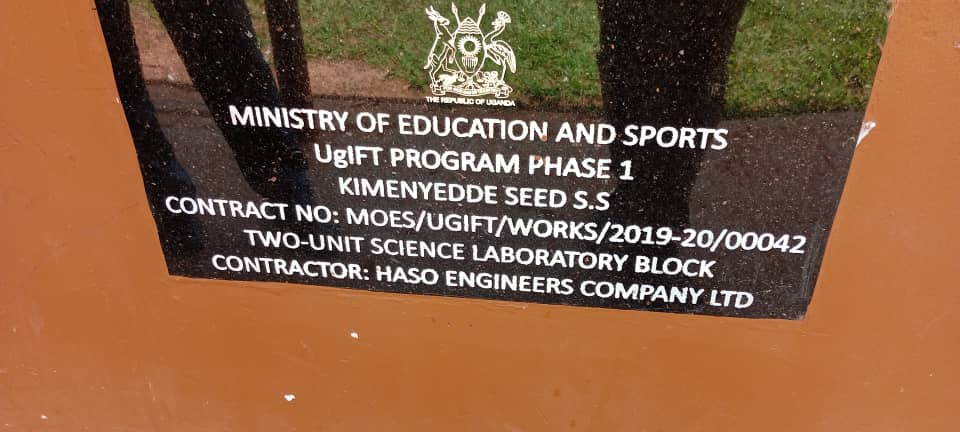 THE REPUBLIC OF UGANDA
MINISTRY OF EDUCATION AND SPORTS
UgIFT PROGRAM PHASE 1
KIMENYEDDE SEED S.S
CONTRACT NO: MOES/UGIFT/WORKS/2019-20/00042
TWO-UNIT SCIENCE LABORATORY BLOCK
CONTRACTOR: HASO ENGINEERS COMPANY LTD